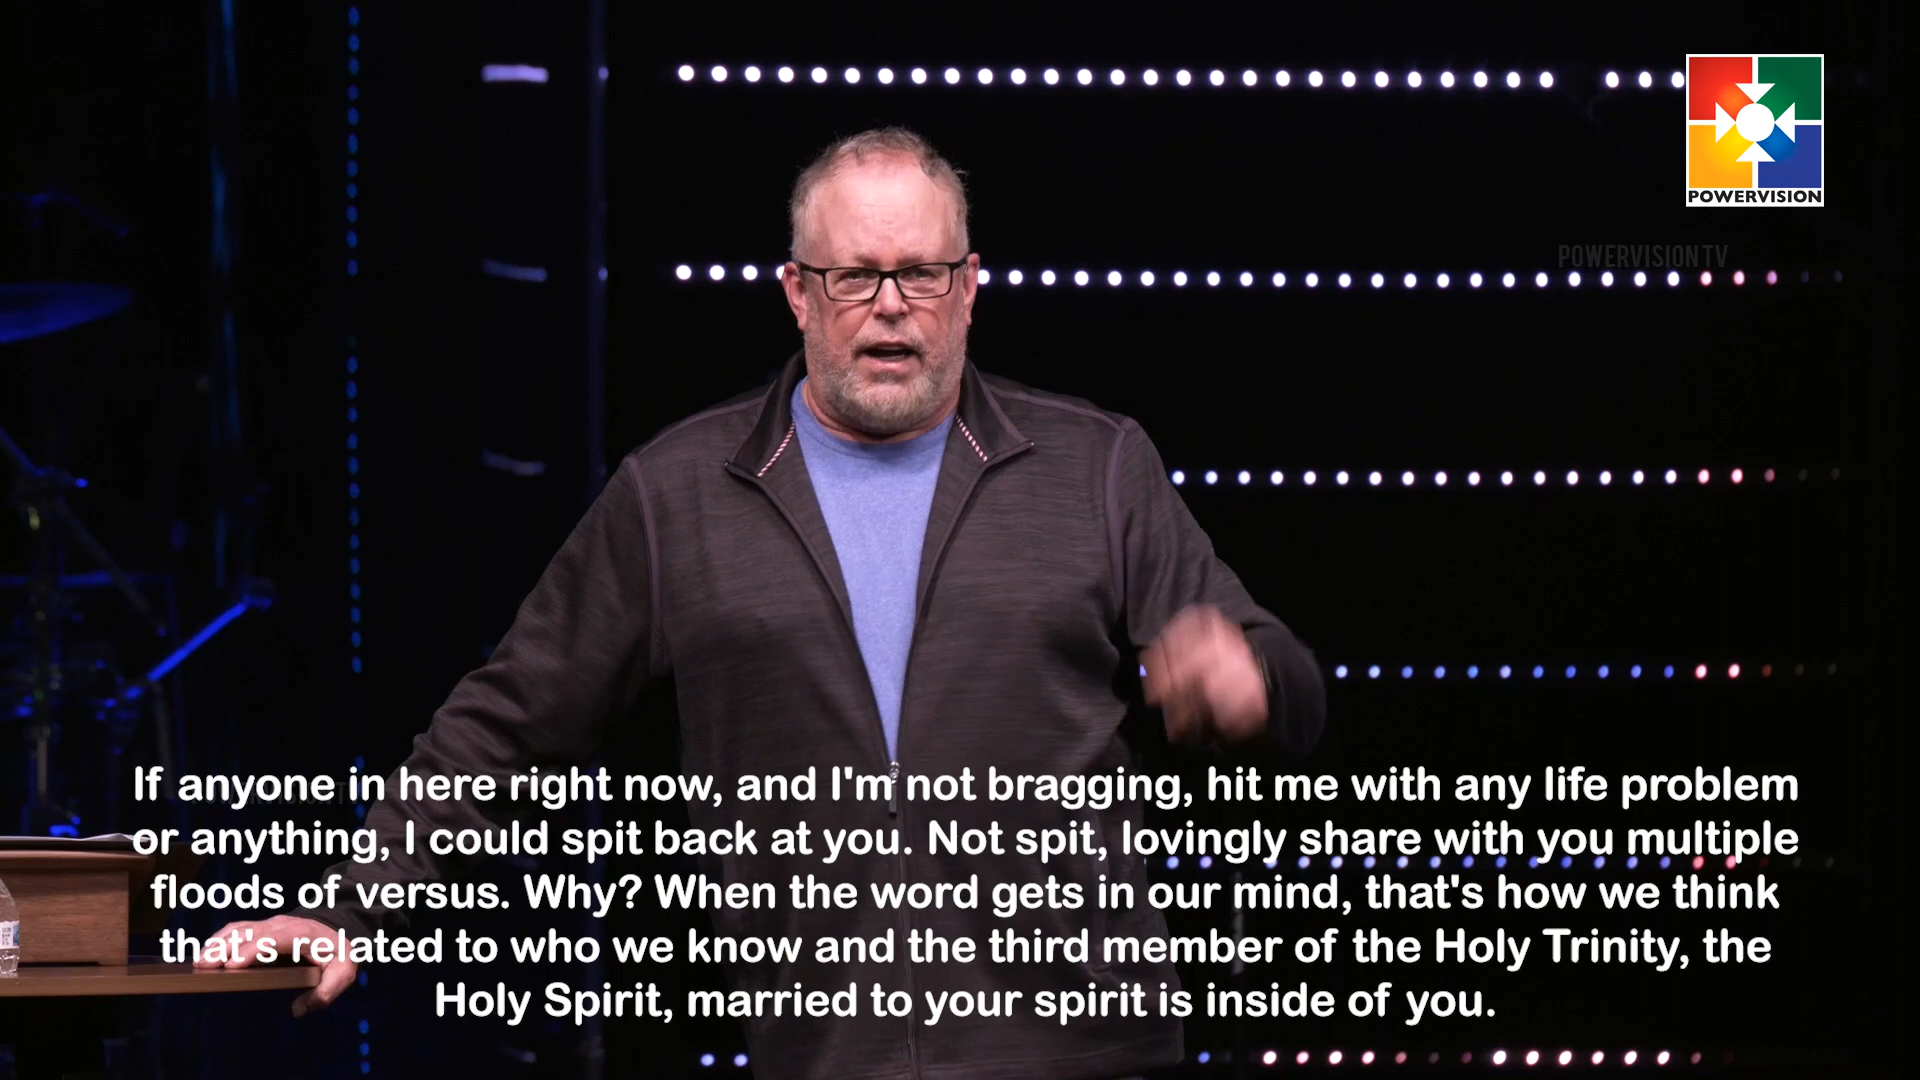 POWERVISION
POWERVISION TV
If anyone in here right now, and I'm not bragging, hit me with any life problem
or anything, I could spit back at you. Not spit, lovingly share with you multiple
floods of versus. Why? When the word gets in our mind, that's how we think
that's related to who we know and the third member of the Holy Trinity, the
Holy Spirit, married to your spirit is inside of you.